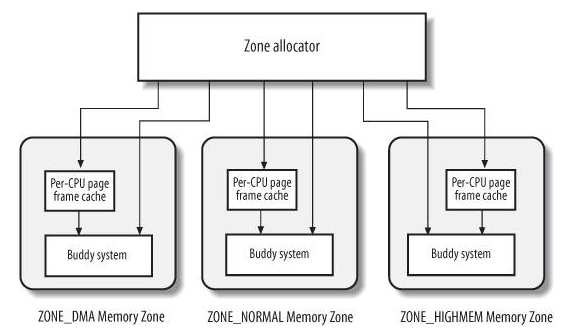 Zone allocator
Per-CPU page
frame cache
Per-CPU page
frame cache
Per-CPU page
frame cache
Buddy system
Buddy system
Buddy system
ZONE_DMA Memory Zone
ZONE_NORMAL Memory Zone
ZONE_HIGHMEM Memory Zone